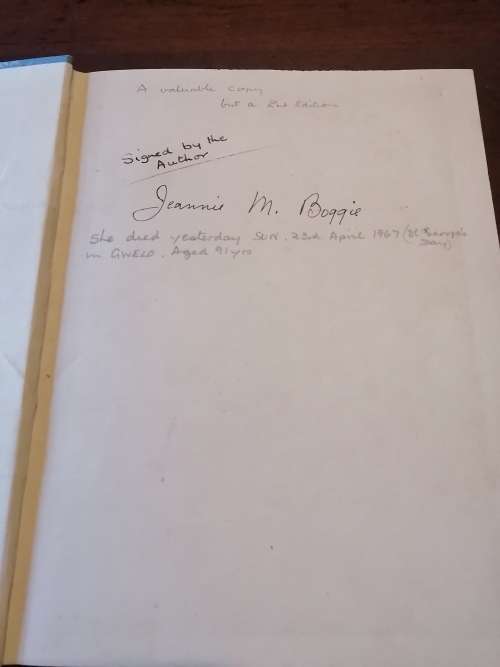 A valuable copy
but a 2nd Edition
Signed by the
Author
Jeannie M. Boggie
She died yesterday SUN. 23rd April 1967 (St George's
Day)
in GWELO. Aged 91 yrs